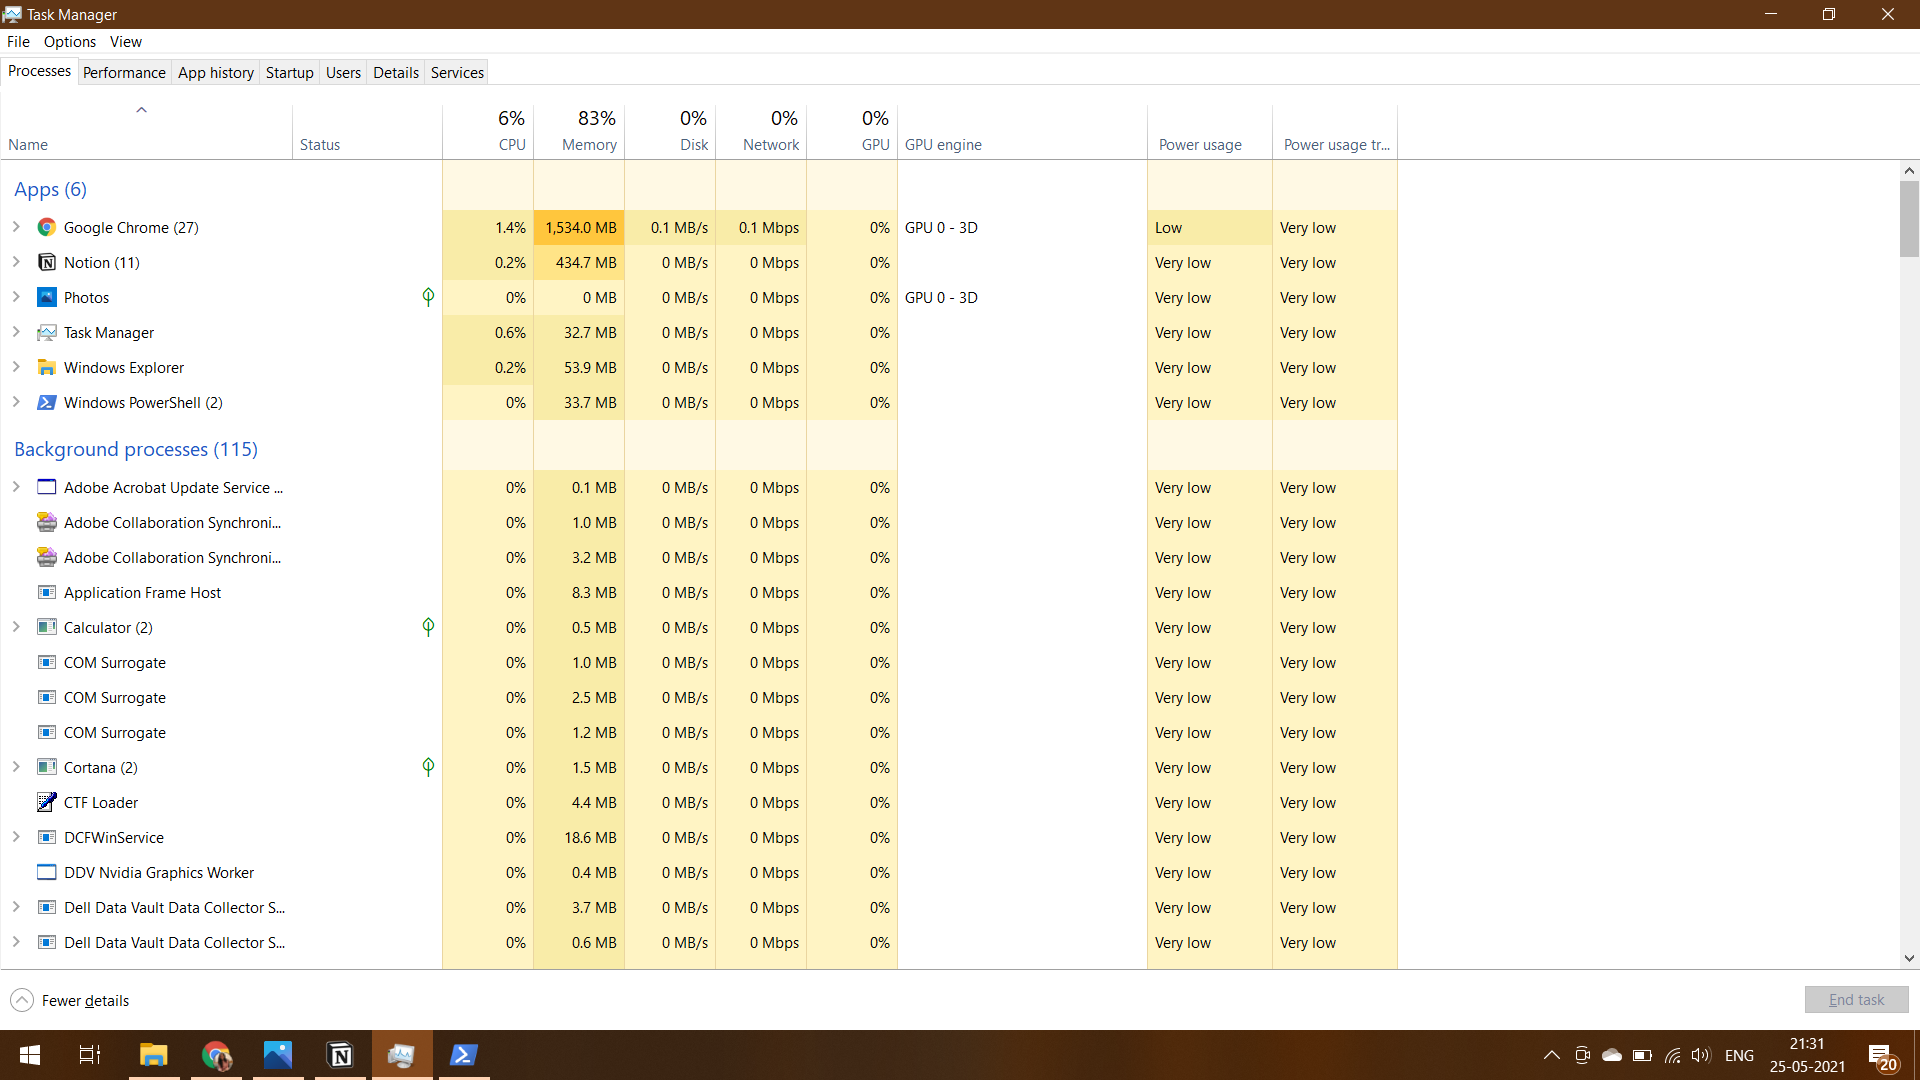 Task Manager
File Options View
Processes Performance App history Startup Users Details Services
6% 83% 0% 0% 0%
Name Status CPU Memory Disk Network GPU GPU engine Power usage Power usage tr...
Apps (6)
Google Chrome (27) 1.4% 1,534.0 MB 0.1 MB/s 0.1 Mbps 0% GPU 0 - 3D Low Very low
Notion (11) 0.2% 434.7 MB 0 MB/s 0 Mbps 0% Very low Very low
Photos 0% 0 MB 0 MB/s 0 Mbps 0% GPU 0 - 3D Very low Very low
Task Manager 0.6% 32.7 MB 0 MB/s 0 Mbps 0% Very low Very low
Windows Explorer 0.2% 53.9 MB 0 MB/s 0 Mbps 0% Very low Very low
Windows PowerShell (2) 0% 33.7 MB 0 MB/s 0 Mbps 0% Very low Very low
Background processes (115)
Adobe Acrobat Update Service ... 0% 0.1 MB 0 MB/s 0 Mbps 0% Very low Very low
Adobe Collaboration Synchroni... 0% 1.0 MB 0 MB/s 0 Mbps 0% Very low Very low
Adobe Collaboration Synchroni... 0% 3.2 MB 0 MB/s 0 Mbps 0% Very low Very low
Application Frame Host 0% 8.3 MB 0 MB/s 0 Mbps 0% Very low Very low
Calculator (2) 0% 0.5 MB 0 MB/s 0 Mbps 0% Very low Very low
COM Surrogate 0% 1.0 MB 0 MB/s 0 Mbps 0% Very low Very low
COM Surrogate 0% 2.5 MB 0 MB/s 0 Mbps 0% Very low Very low
COM Surrogate 0% 1.2 MB 0 MB/s 0 Mbps 0% Very low Very low
Cortana (2) 0% 1.5 MB 0 MB/s 0 Mbps 0% Very low Very low
CTF Loader 0% 4.4 MB 0 MB/s 0 Mbps 0% Very low Very low
DCFWinService 0% 18.6 MB 0 MB/s 0 Mbps 0% Very low Very low
DDV Nvidia Graphics Worker 0% 0.4 MB 0 MB/s 0 Mbps 0% Very low Very low
Dell Data Vault Data Collector S... 0% 3.7 MB 0 MB/s 0 Mbps 0% Very low Very low
Dell Data Vault Data Collector S... 0% 0.6 MB 0 MB/s 0 Mbps 0% Very low Very low
Fewer details End task
ENG 21:31
25-05-2021 20